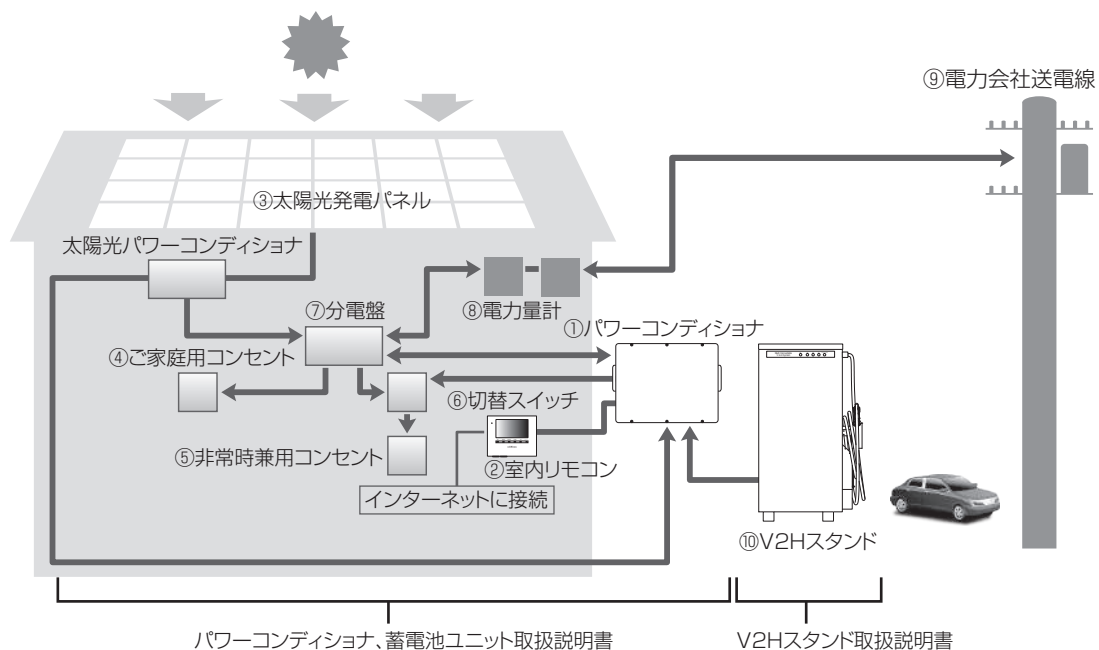 ⑨電力会社送電線
③太陽光発電パネル
太陽光パワーコンディショナ
⑦分電盤
⑧電力量計
①パワーコンディショナ
④ご家庭用コンセント
⑥切替スイッチ
⑤非常時兼用コンセント
②室内リモコン
インターネットに接続
⑩V2Hスタンド
パワーコンディショナ、蓄電池ユニット取扱説明書
V2Hスタンド取扱説明書